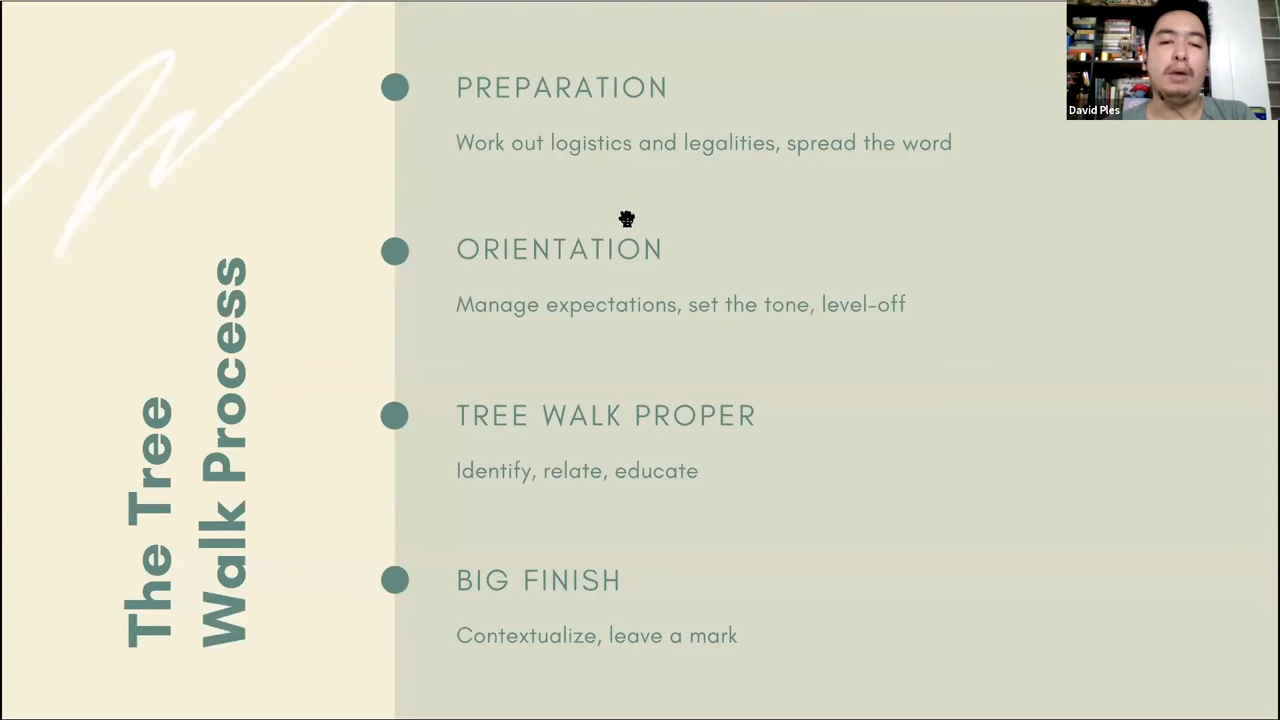 The Tree
Walk Process
PREPARATION
Work out logistics and legalities, spread the word
ORIENTATION
Manage expectations, set the tone, level-off
TREE WALK PROPER
Identify, relate, educate
BIG FINISH
Contextualize, leave a mark
David Ples